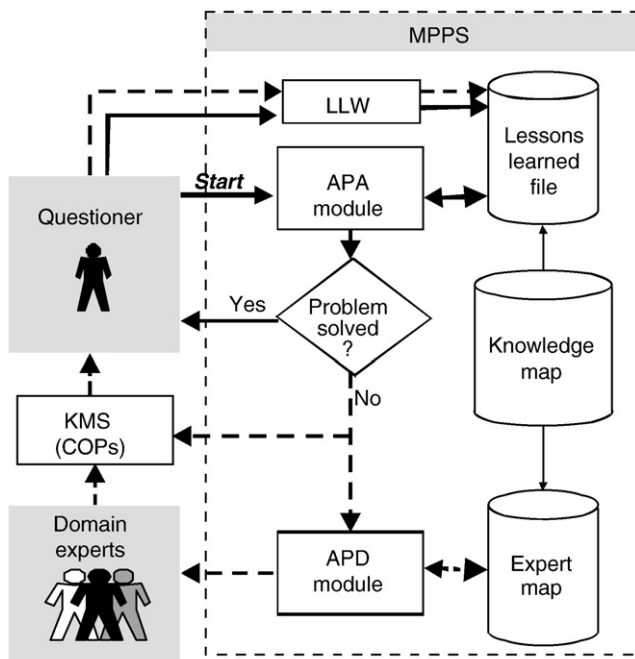 MPPS
LLW
Lessons
learned
file
Start
APA
module
Questioner
Yes
Problem
solved
?
Knowledge
map
No
KMS
(COPs)
Domain
experts
APD
module
Expert
map